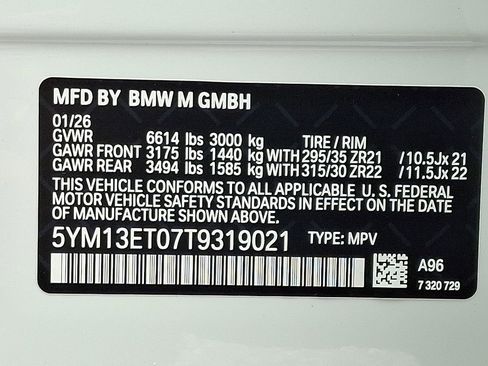 MFD BY BMW M GMBH
01/26
GVWR 6614 lbs 3000 kg TIRE / RIM
GAWR FRONT 3175 lbs 1440 kg WITH 295/35 ZR21 /10.5Jx 21
GAWR REAR 3494 lbs 1585 kg WITH 315/30 ZR22 /11.5Jx 22
THIS VEHICLE CONFORMS TO ALL APPLICABLE U. S. FEDERAL
MOTOR VEHICLE SAFETY STANDARDS IN EFFECT ON THE DATE
OF MANUFACTURE SHOWN ABOVE.
5YM13ET07T9319021 TYPE: MPV
A96
7 320 729